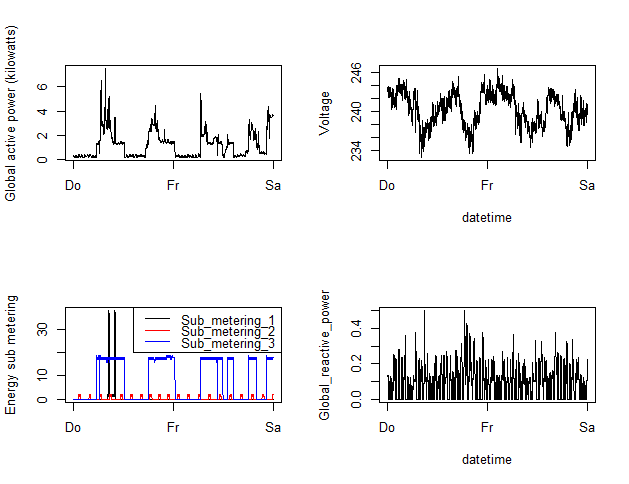 Global active power (kilowatts)
0 2 4 6
Do Fr Sa
Voltage
234 240 246
Do Fr Sa
datetime
Energy sub metering
0 10 30
Sub_metering_1
Sub_metering_2
Sub_metering_3
Do Fr Sa
Global_reactive_power
0.0 0.2 0.4
Do Fr Sa
datetime